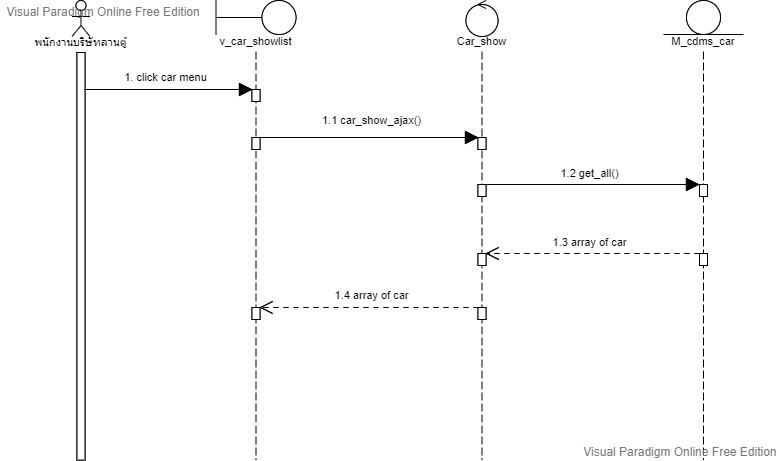 Visual Paradigm Online Free Edition
พนักงานบริษัทลานตู้
v_car_showlist
Car_show
M_cdms_car
1. click car menu
1.1 car_show_ajax()
1.2 get_all()
1.3 array of car
1.4 array of car
Visual Paradigm Online Free Edition